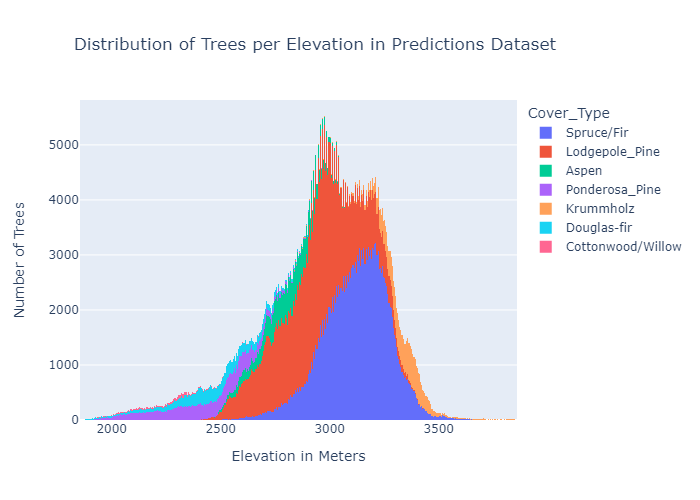 Distribution of Trees per Elevation in Predictions Dataset
Cover_Type
Spruce/Fir
Lodgepole_Pine
Aspen
Ponderosa_Pine
Krummholz
Douglas-fir
Cottonwood/Willow
Number of Trees
5000
4000
3000
2000
1000
0
2000
2500
3000
3500
Elevation in Meters